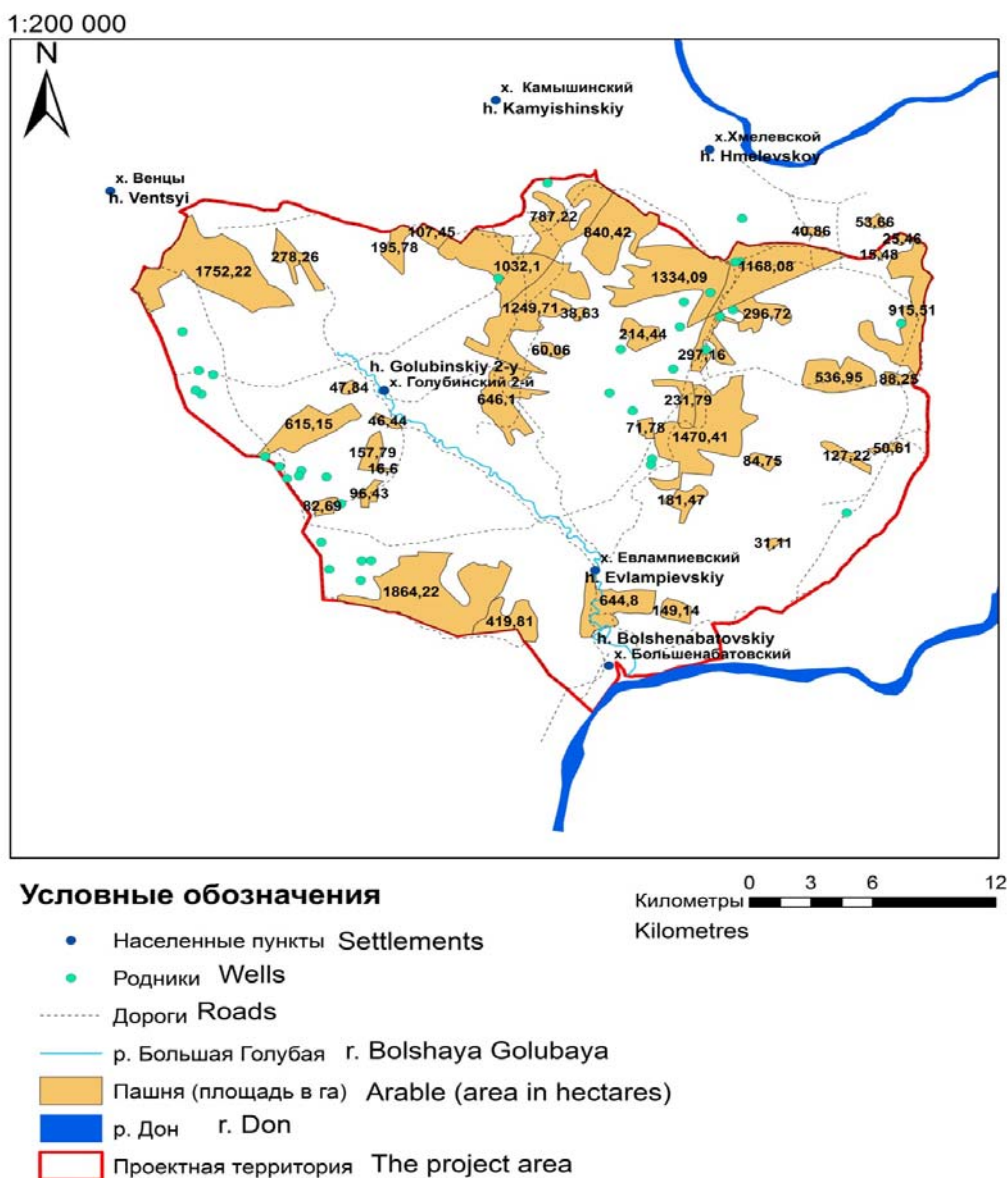 1:200 000
N
х. Камышинский
h. Kamyishinskiy
х.Хмелевской
h. Hmelevskoy
х. Венцы
h. Ventsyi
53,66
787,22
40,86
25,46
107,45
840,42
15,48
195,78
278,26
1032,1
1168,08
1752,22
1334,09
1249,71
38,63
296,72
915,51
214,44
60,06
297,16
h. Golubinskiy 2-y
х. Голубинский 2-й
47,84
536,95
88,25
646,1
231,79
615,15
46,44
71,78
1470,41
157,79
16,6
84,75
127,22
50,61
96,43
82,69
181,47
31,11
х. Евлампиевский
h. Evlampievskiy
1864,22
644,8
149,14
419,81
h. Bolshenabatovskiy
х. Большенабатовский
Условные обозначения
0 3 6 12
Километры
Kilometres
Населенные пункты Settlements
Родники Wells
Дороги Roads
р. Большая Голубая r. Bolshaya Golubaya
Пашня (площадь в га) Arable (area in hectares)
р. Дон r. Don
Проектная территория The project area